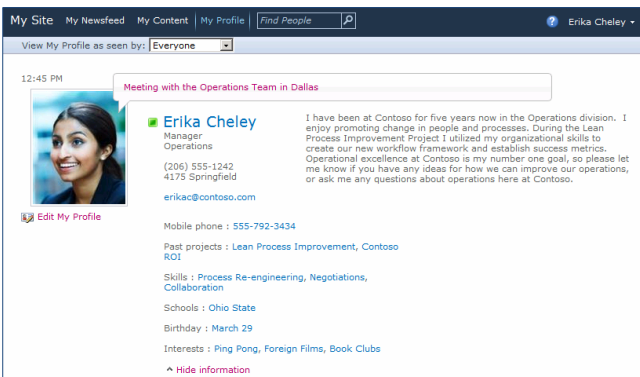 My Site My Newsfeed My Content My Profile Find People ? Erika Cheley
View My Profile as seen by: Everyone
12:45 PM
Meeting with the Operations Team in Dallas
Erika Cheley
Manager
Operations
(206) 555-1242
4175 Springfield
erikac@contoso.com
I have been at Contoso for five years now in the Operations division. I
enjoy promoting change in people and processes. During the Lean
Process Improvement Project I utilized my organizational skills to
create our new workflow framework and establish success metrics.
Operational excellence at Contoso is my number one goal, so please let
me know if you have any ideas for how we can improve our operations,
or ask me any questions about operations here at Contoso.
Edit My Profile
Mobile phone : 555-792-3434
Past projects : Lean Process Improvement, Contoso
ROI
Skills : Process Re-engineering, Negotiations,
Collaboration
Schools : Ohio State
Birthday : March 29
Interests : Ping Pong, Foreign Films, Book Clubs
Hide information